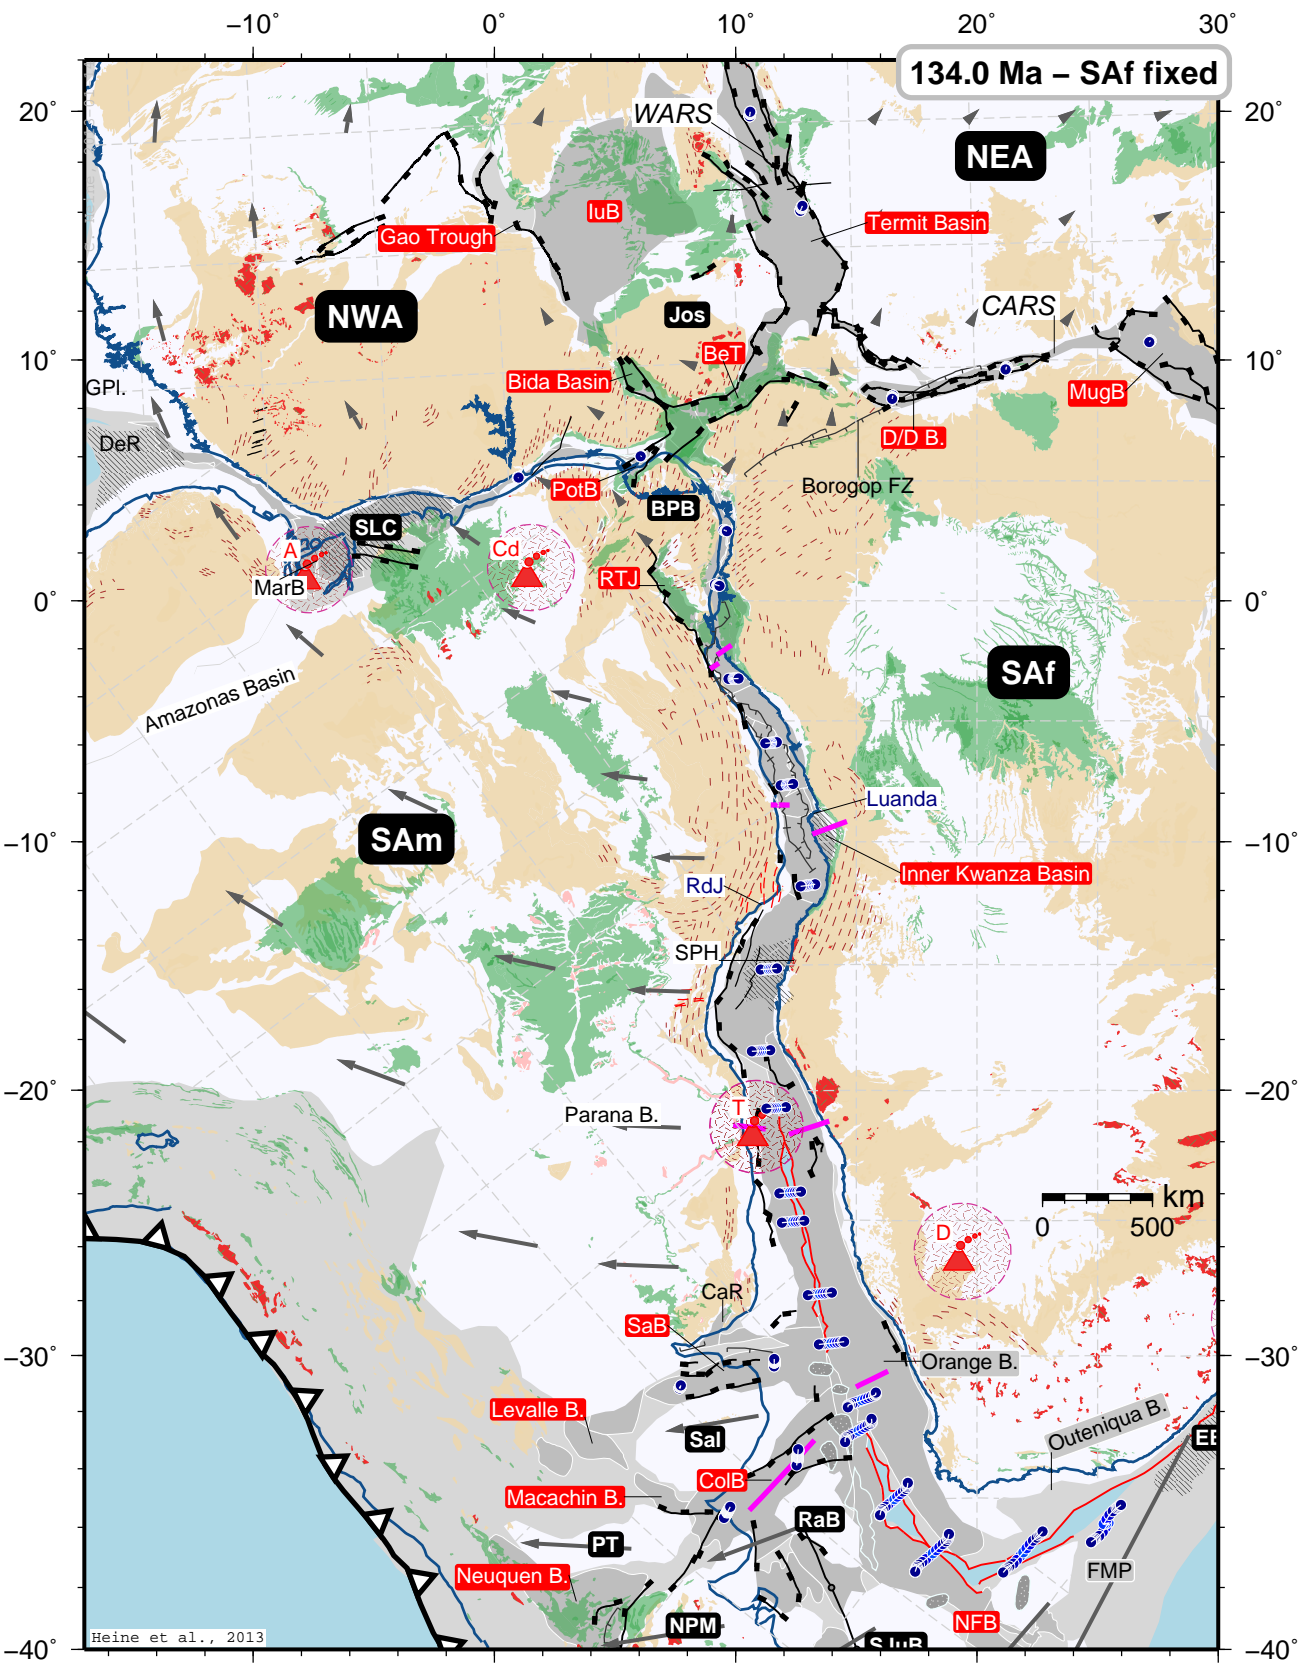 −10˚ 0˚ 10˚ 20˚ 30˚
134.0 Ma – SAf fixed
20˚ 20˚
WARS
NEA
IuB
Termit Basin
Gao Trough
CARS
NWA
Jos
BeT
10˚ 10˚
Bida Basin
GPl.
MugB
D/D B.
DeR
PotB
Borogop FZ
BPB
SLC
A
Cd
RTJ
MarB
0˚ 0˚
SAf
Amazonas Basin
Luanda
SAm
−10˚ −10˚
Inner Kwanza Basin
RdJ
SPH
−20˚ −20˚
T
Parana B.
km
0 500
D
CaR
SaB
−30˚ −30˚
Orange B.
Levalle B.
Outeniqua B.
Sal
ColB
Macachin B.
RaB
PT
FMP
Neuquen B.
NFB
NPM
SJuB
Heine et al., 2013
−40˚ −40˚